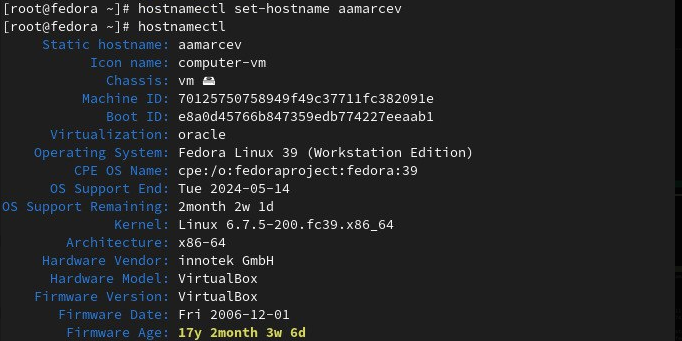 [root@fedora ~]# hostnamectl set-hostname aamarcev
[root@fedora ~]# hostnamectl
Static hostname: aamarcev
Icon name: computer-vm
Chassis: vm 🖴
Machine ID: 70125750758949f49c37711fc382091e
Boot ID: e8a0d45766b847359edb774227eeaab1
Virtualization: oracle
Operating System: Fedora Linux 39 (Workstation Edition)
CPE OS Name: cpe:/o:fedoraproject:fedora:39
OS Support End: Tue 2024-05-14
OS Support Remaining: 2month 2w 1d
Kernel: Linux 6.7.5-200.fc39.x86_64
Architecture: x86-64
Hardware Vendor: innotek GmbH
Hardware Model: VirtualBox
Firmware Version: VirtualBox
Firmware Date: Fri 2006-12-01
Firmware Age: 17y 2month 3w 6d